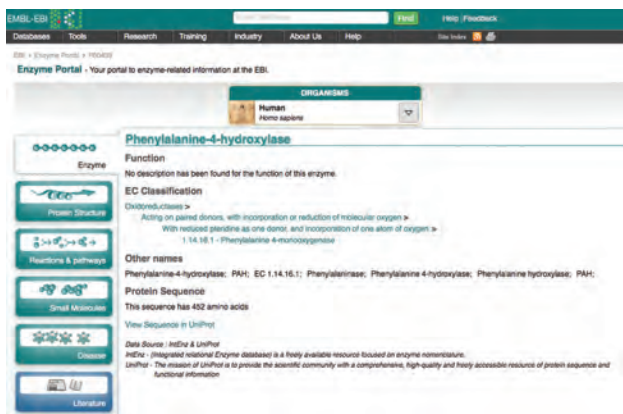 EMBL-EBI
Find Help Feedback
Databases Tools Research Training Industry About Us Help Site Index
EBI > Enzyme Portal >
Enzyme Portal - Your portal to enzyme-related information at the EBI.
ORGANISMS
Human
Homo sapiens
Phenylalanine-4-hydroxylase
Enzyme
Function
No description has been found for the function of this enzyme.
EC Classification
Oxidoreductases >
Acting on paired donors, with incorporation or reduction of molecular oxygen >
With reduced pteridine as one donor, and incorporation of one atom of oxygen >
1.14.16.1 - Phenylalanine 4-monooxygenase
Protein Structure
Reactions & pathways
Other names
Phenylalanine-4-hydroxylase; PAH; EC 1.14.16.1; Phenylalaninase; Phenylalanine 4-hydroxylase; Phenylalanine hydroxylase; PAH;
Protein Sequence
This sequence has 452 amino acids
Small Molecules
View Sequence in UniProt
Data Source : IntEnz & UniProt
IntEnz - (Integrated relational Enzyme database) is a freely available resource focused on enzyme nomenclature.
UniProt - The mission of UniProt is to provide the scientific community with a comprehensive, high-quality and freely accessible resource of protein sequence and
functional information
Disease
Literature